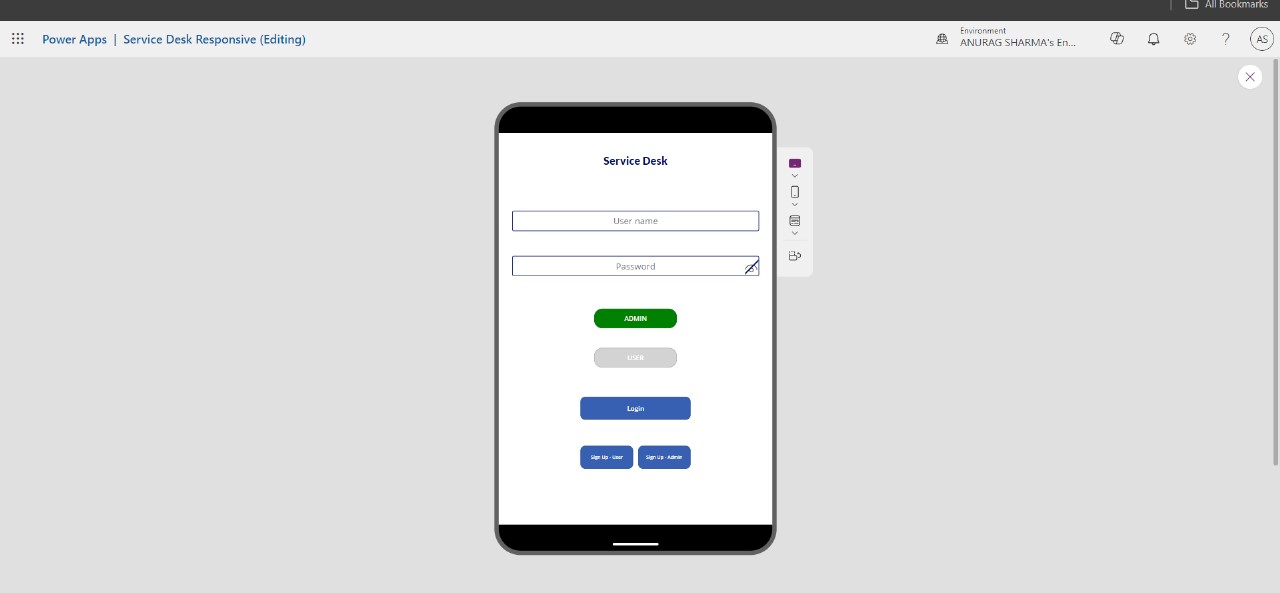 All Bookmarks
Power Apps | Service Desk Responsive (Editing)
Environment
ANURAG SHARMA's En...
?
AS
Service Desk
User name
Password
ADMIN
USER
Login
Sign Up - User
Sign Up - Admin